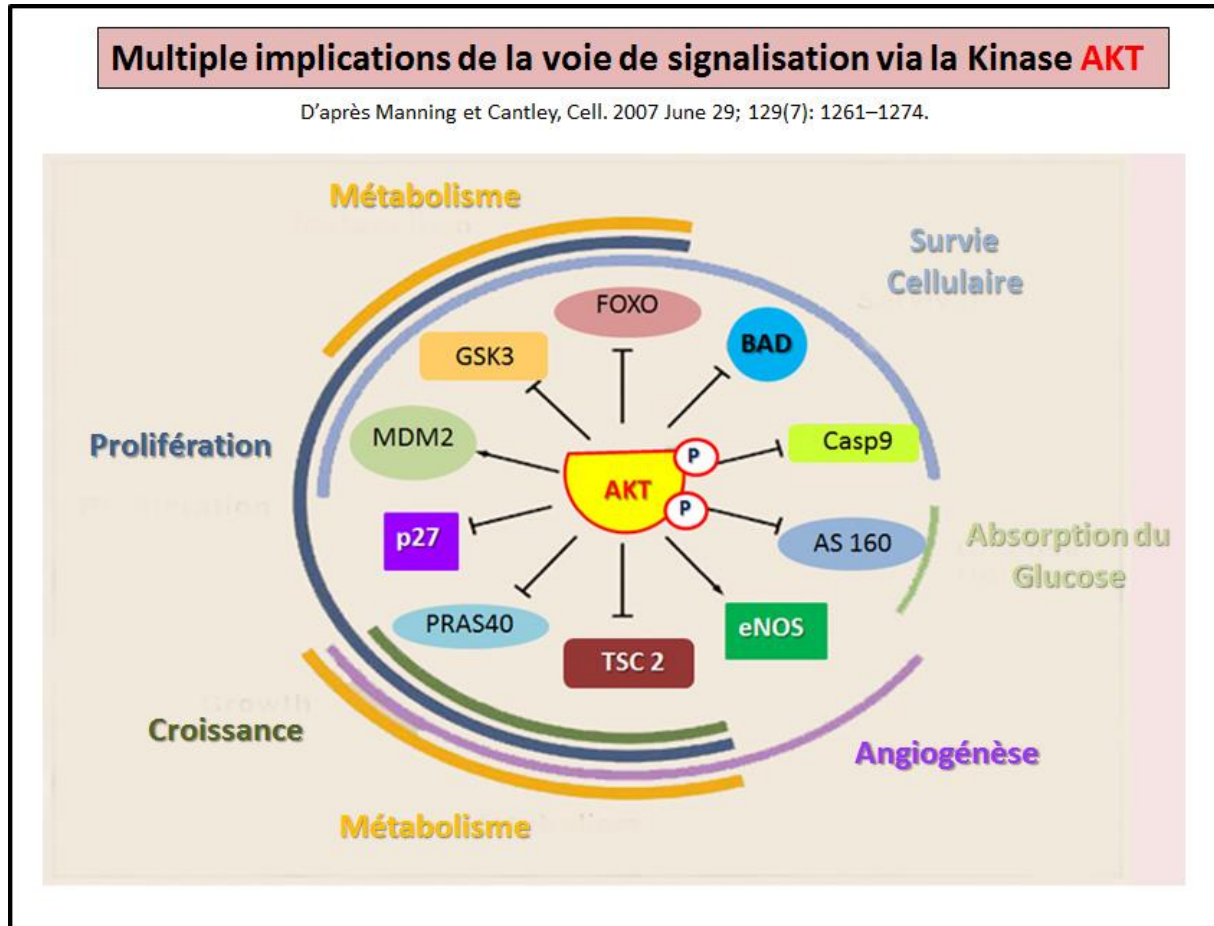 Multiple implications de la voie de signalisation via la Kinase AKT
D'après Manning et Cantley, Cell. 2007 June 29; 129(7): 1261–1274.
Métabolisme
Survie
Cellulaire
FOXO
BAD
GSK3
MDM2
Casp9
Prolifération
P
AKT
P
p27
AS 160
Absorption du
Glucose
PRAS40
eNOS
TSC 2
Growth
Croissance
Angiogénèse
Métabolisme